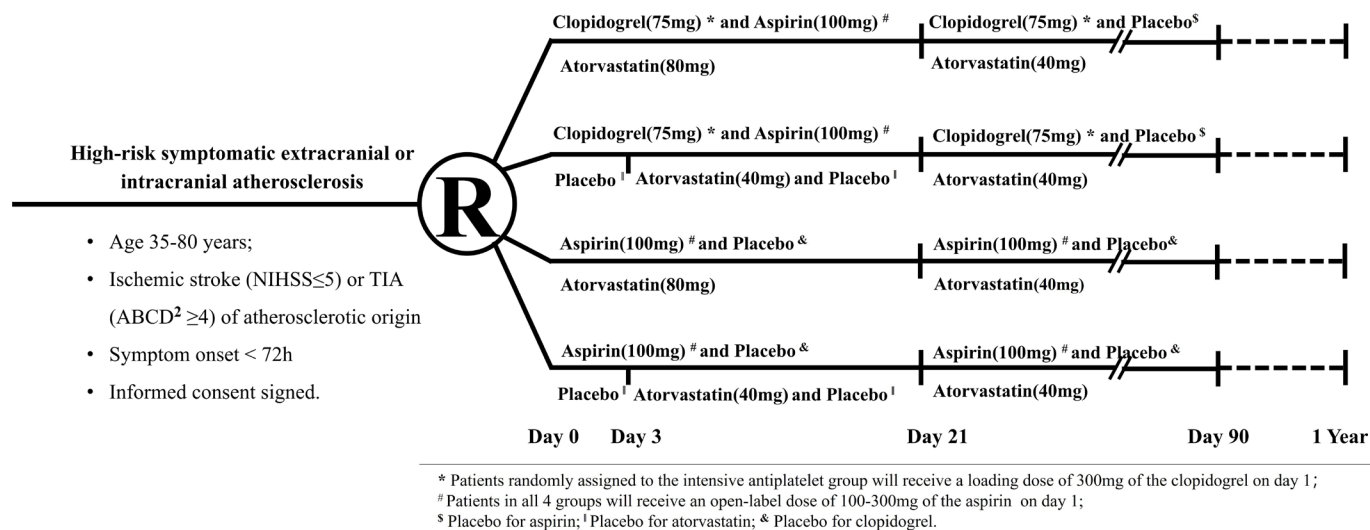 Clopidogrel(75mg) * and Aspirin(100mg) #
Clopidogrel(75mg) * and Placebo$
Atorvastatin(80mg)
Atorvastatin(40mg)
High-risk symptomatic extracranial or
intracranial atherosclerosis
• Age 35-80 years;
• Ischemic stroke (NIHSS≤5) or TIA
(ABCD² ≥4) of atherosclerotic origin
• Symptom onset < 72h
• Informed consent signed.
R
Clopidogrel(75mg) * and Aspirin(100mg) #
Clopidogrel(75mg) * and Placebo $
Placebo ‖
Atorvastatin(40mg) and Placebo ‖
Atorvastatin(40mg)
Aspirin(100mg) # and Placebo &
Aspirin(100mg) # and Placebo&
Atorvastatin(80mg)
Atorvastatin(40mg)
Aspirin(100mg) # and Placebo &
Aspirin(100mg) # and Placebo &
Placebo ‖
Atorvastatin(40mg) and Placebo ‖
Atorvastatin(40mg)
Day 0
Day 3
Day 21
Day 90
1 Year
* Patients randomly assigned to the intensive antiplatelet group will receive a loading dose of 300mg of the clopidogrel on day 1;
# Patients in all 4 groups will receive an open-label dose of 100-300mg of the aspirin on day 1;
$ Placebo for aspirin; ‖ Placebo for atorvastatin; & Placebo for clopidogrel.